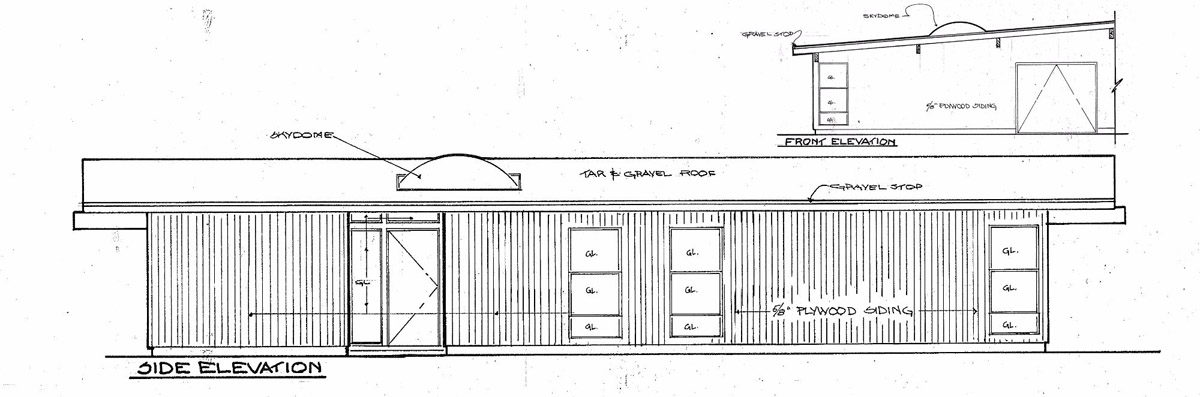 SKYDOME
GRAVEL STOP
GL.
GL.
GL.
5/8" PLYWOOD SIDING
FRONT ELEVATION
SKYDOME
TAR & GRAVEL ROOF
GRAVEL STOP
GL.
GL.
GL.
GL
GL.
GL.
GL.
5/8" PLYWOOD SIDING
GL.
GL.
GL.
SIDE ELEVATION